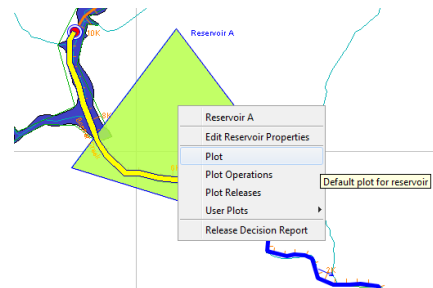 10K
Reservoir A
Reservoir A
Edit Reservoir Properties
Plot
Plot Operations
Default plot for reservoir
Plot Releases
User Plots
Release Decision Report